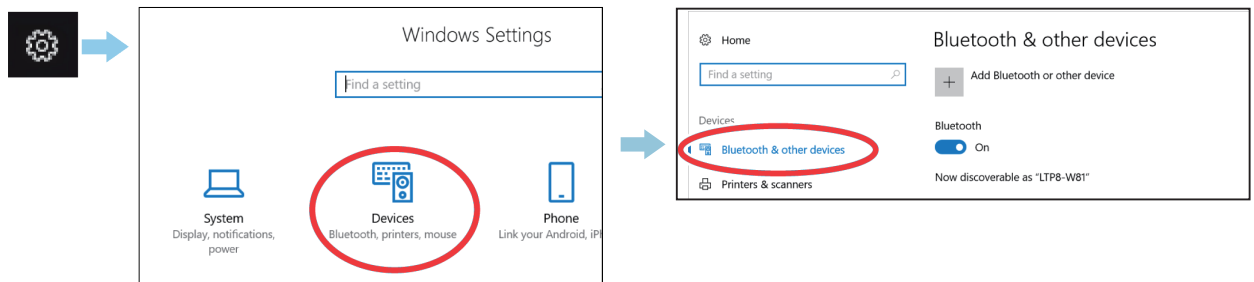 Windows Settings
Find a setting
System
Display, notifications,
power
Devices
Bluetooth, printers, mouse
Phone
Link your Android, iPh
Home
Find a setting
Devices
Bluetooth & other devices
Printers & scanners
Bluetooth & other devices
+
Add Bluetooth or other device
Bluetooth
On
Now discoverable as “LTP8-W81”